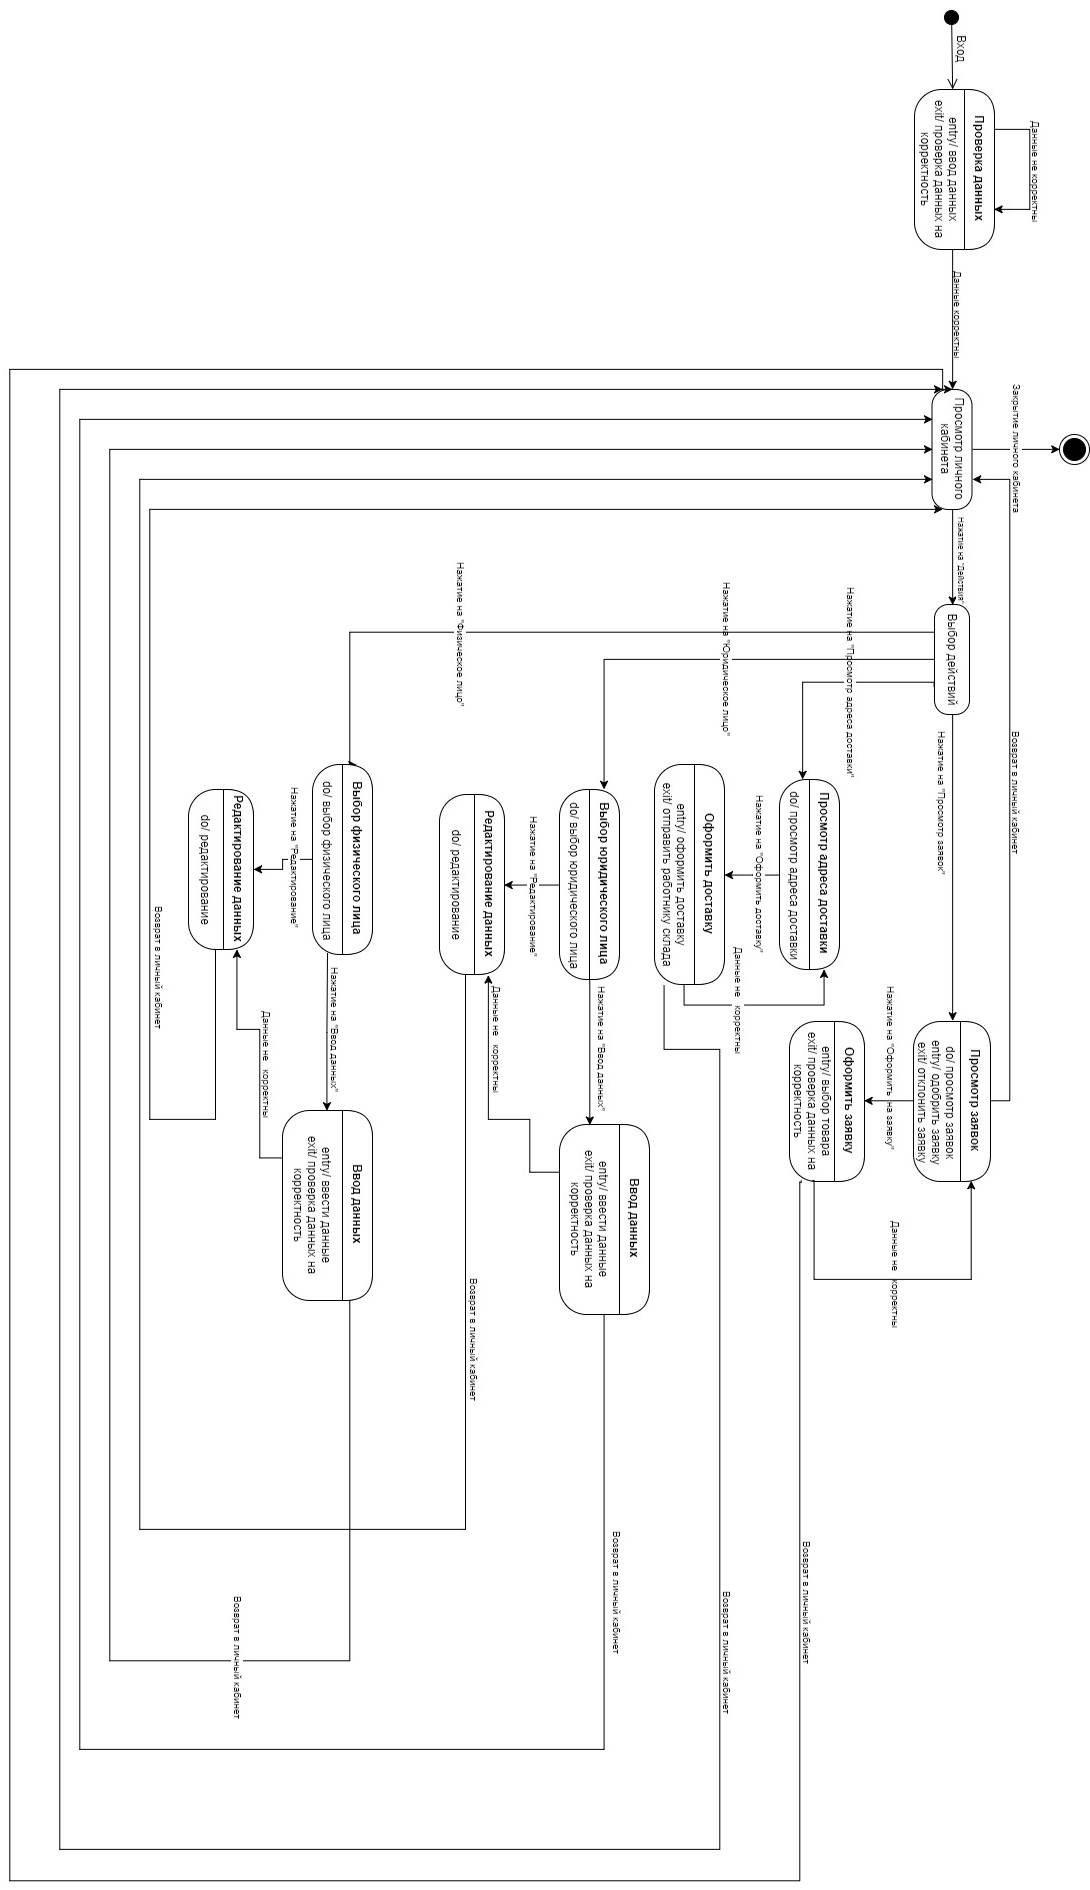 Вход
Проверка данных
entry/ ввод данных
exit/ проверка данных на
корректность
Данные не корректны
Данные корректны
Просмотр личного
кабинета
Закрытие личного кабинета
Нажатие на "Действия"
Выбор действий
Возврат в личный кабинет
Нажатие на "Просмотр заявок"
Просмотр заявок
do/ просмотр заявок
entry/ одобрить заявку
exit/ отклонить заявку
Нажатие на "Оформить на заявку"
Оформить заявку
entry/ выбор товара
exit/ проверка данных на
корректность
Данные не корректны
Возврат в личный кабинет
Нажатие на "Просмотр адреса доставки"
Просмотр адреса доставки
do/ просмотр адреса доставки
Нажатие на "Оформить доставку"
Оформить доставку
entry/ оформить доставку
exit/ отправить работнику склада
Данные не корректны
Возврат в личный кабинет
Нажатие на "Юридическое лицо"
Выбор юридического лица
do/ выбор юридического лица
Нажатие на "Редактирование"
Редактирование данных
do/ редактирование
Нажатие на "Ввод данных"
Данные не корректны
Ввод данных
entry/ ввести данные
exit/ проверка данных на
корректность
Возврат в личный кабинет
Возврат в личный кабинет
Нажатие на "Физическое лицо"
Выбор физического лица
do/ выбор физического лица
Нажатие на "Редактирование"
Редактирование данных
do/ редактирование
Нажатие на "Ввод данных"
Данные не корректны
Ввод данных
entry/ ввести данные
exit/ проверка данных на
корректность
Возврат в личный кабинет
Возврат в личный кабинет